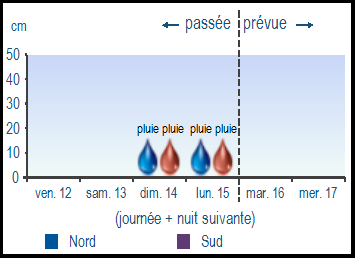 passée prévue
cm
50
40
30
20
10
0
pluie pluie pluie pluie
ven. 12 sam. 13 dim. 14 lun. 15 mar. 16 mer. 17
(journée + nuit suivante)
Nord Sud